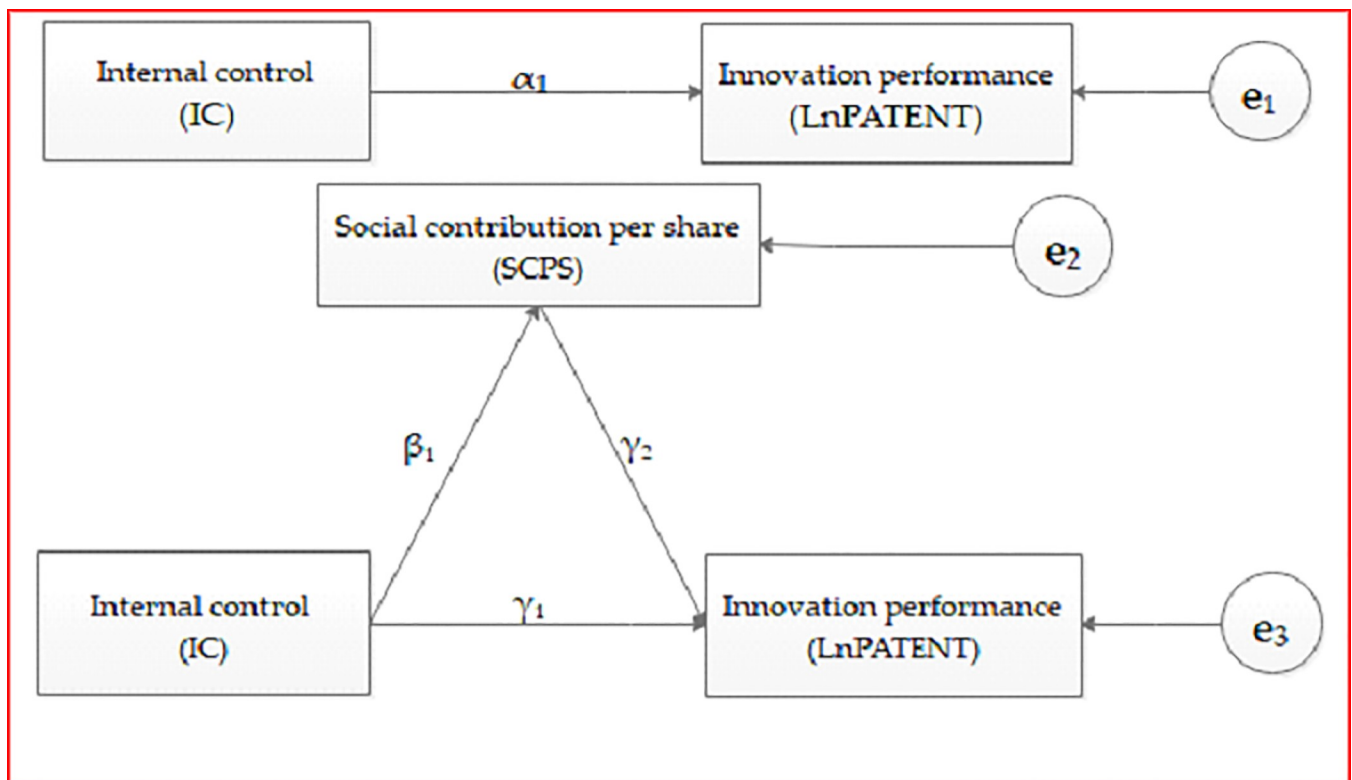 Internal control
(IC)
α₁
Innovation performance
(LnPATENT)
e₁
Social contribution per share
(SCPS)
e₂
β₁
γ₂
Internal control
(IC)
γ₁
Innovation performance
(LnPATENT)
e₃